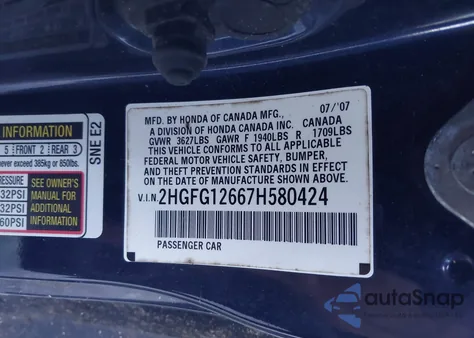 INFORMATION
5 FRONT 2 REAR 3
never exceed 385kg or 850lbs.
32PSI
32PSI
60PSI
SEE OWNER'S
MANUAL FOR
ADDITIONAL
INFORMATION
SNE E2
07/'07
MFD. BY HONDA OF CANADA MFG.,
A DIVISION OF HONDA CANADA INC. CANADA
GVWR 3627LBS GAWR F 1940LBS R 1709LBS
THIS VEHICLE CONFORMS TO ALL APPLICABLE
FEDERAL MOTOR VEHICLE SAFETY, BUMPER,
AND THEFT PREVENTION STANDARDS IN EFFECT ON
THE DATE OF MANUFACTURE SHOWN ABOVE.
V.I.N. 2HGFG12667H580424
PASSENGER CAR
autoSnap